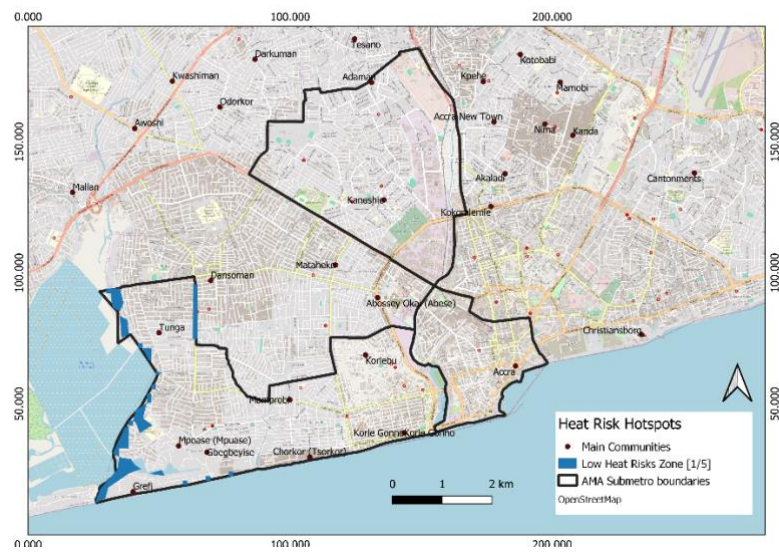 0.000
100.000
200.000
Tesano
Darkuman
Kotobabi
Kwashiman
Adaman
Kpehe
Mamobi
Odorkor
Awoshi
Accra New Town
Nima
Kanda
150.000
150.000
Akaladi
Cantonments
Mallan
Kaneshie
Kokomlemle
Mataheko
100.000
100.000
Dansoman
Abossey Okai (Abese)
Tunga
Christiansborg
Korlebu
Accra
Mamprobi
50.000
50.000
Korle Gonno
Korle Gonno
Mpoase (Mpuase)
Gbegbeyise
Chorkor (Tsorkor)
Grefi
0
1
2 km
Heat Risk Hotspots
Main Communities
Low Heat Risks Zone [1/5]
AMA Submetro boundaries
OpenStreetMap
0.000
100.000
200.000